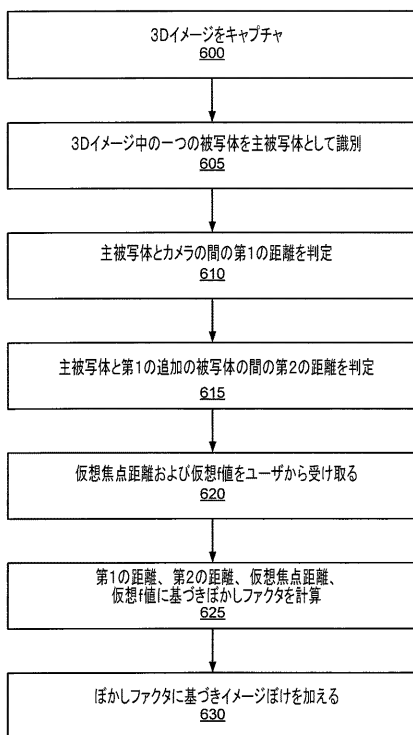 3Dイメージをキャプチャ
600
3Dイメージ中の一つの被写体を主被写体として識別
605
主被写体とカメラの間の第1の距離を判定
610
主被写体と第1の追加の被写体の間の第2の距離を判定
615
仮想焦点距離および仮想f値をユーザから受け取る
620
第1の距離、第2の距離、仮想焦点距離、
仮想f値に基づきぼかしファクタを計算
625
ぼかしファクタに基づきイメージぼけを加える
630